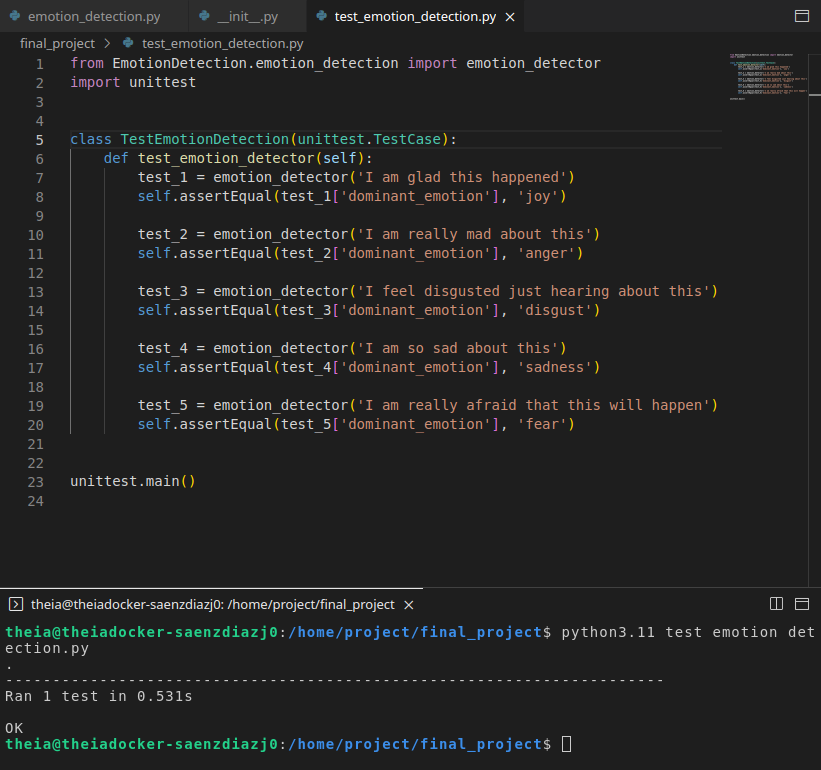 emotion_detection.py __init__.py test_emotion_detection.py
final_project > test_emotion_detection.py
1 from EmotionDetection.emotion_detection import emotion_detector
2 import unittest
3
4
5 class TestEmotionDetection(unittest.TestCase):
6 def test_emotion_detector(self):
7 test_1 = emotion_detector('I am glad this happened')
8 self.assertEqual(test_1['dominant_emotion'], 'joy')
9
10 test_2 = emotion_detector('I am really mad about this')
11 self.assertEqual(test_2['dominant_emotion'], 'anger')
12
13 test_3 = emotion_detector('I feel disgusted just hearing about this')
14 self.assertEqual(test_3['dominant_emotion'], 'disgust')
15
16 test_4 = emotion_detector('I am so sad about this')
17 self.assertEqual(test_4['dominant_emotion'], 'sadness')
18
19 test_5 = emotion_detector('I am really afraid that this will happen')
20 self.assertEqual(test_5['dominant_emotion'], 'fear')
21
22
23 unittest.main()
24
theia@theiadocker-saenzdiazj0: /home/project/final_project
theia@theiadocker-saenzdiazj0:/home/project/final_project$ python3.11 test emotion det
ection.py
.
----------------------------------------------------------------------
Ran 1 test in 0.531s
OK
theia@theiadocker-saenzdiazj0:/home/project/final_project$